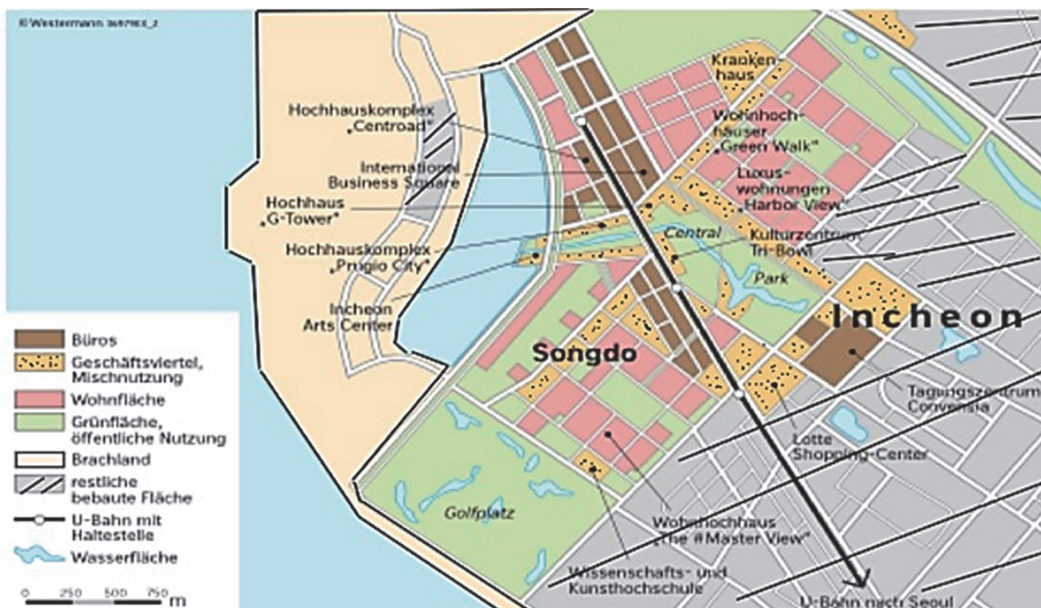 © Westermann
Kranken-
haus
Hochhauskomplex
„Centroad“
Wohnhoch-
häuser
„Green Walk“
International
Business Square
Luxus-
wohnungen
„Harbor View“
Hochhaus
„G-Tower“
Central
Park
Kulturzentrum
Tri-Bowl
Hochhauskomplex
„Prugio City“
Incheon
Arts Center
Incheon
Songdo
Tagungszentrum
Convensia
Lotte
Shopping-Center
Golfplatz
Wohnhochhaus
„The # Master View“
Wissenschafts- und
Kunsthochschule
U-Bahn nach Seoul
Büros
Geschäftsviertel,
Mischnutzung
Wohnfläche
Grünfläche,
öffentliche Nutzung
Brachland
restliche
bebaute Fläche
U-Bahn mit
Haltestelle
Wasserfläche
0 250 500 750
m